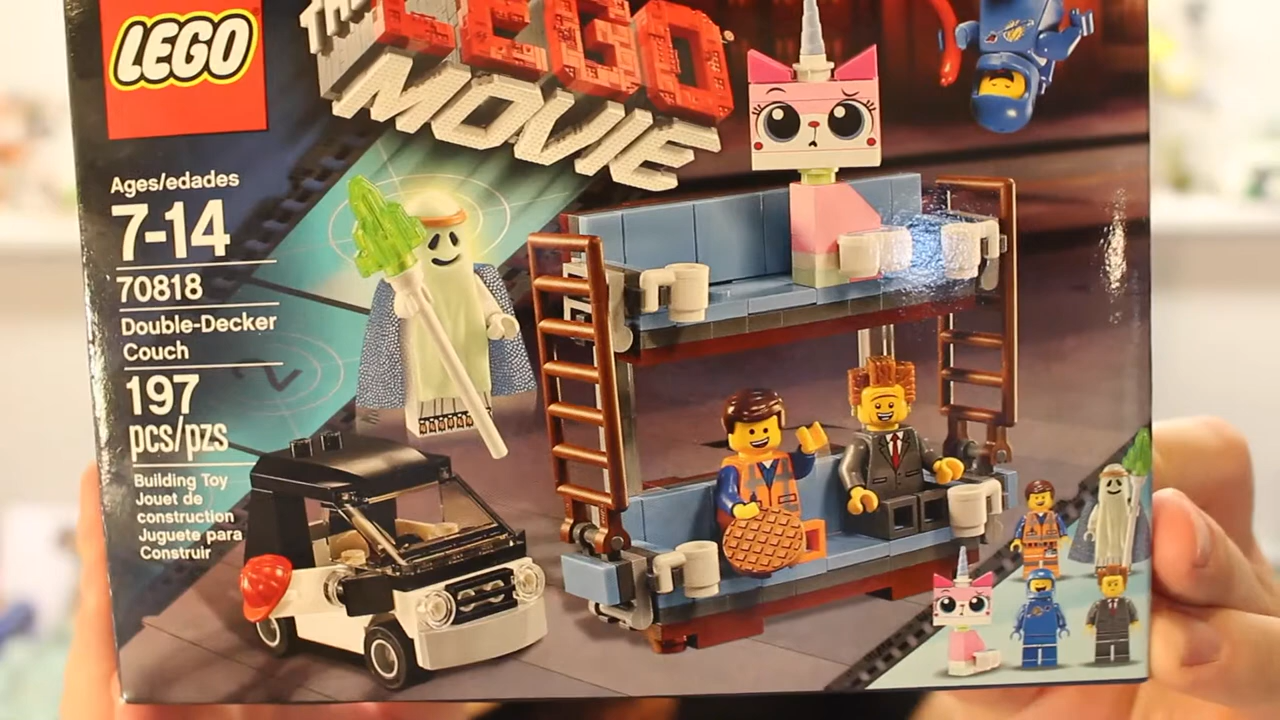 LEGO
THE
LEGO
MOVIE
Ages/edades
7-14
70818
Double-Decker
Couch
197
pcs/pzs
Building Toy
Jouet de
construction
Juguete para
Construir